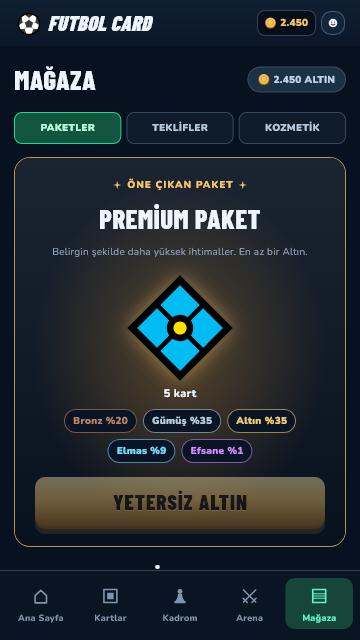 FUTBOL CARD
2.450
MAĞAZA
2.450 ALTIN
PAKETLER
TEKLİFLER
KOZMETİK
ÖNE ÇIKAN PAKET
PREMİUM PAKET
Belirgin şekilde daha yüksek ihtimaller. En az bir Altın.
5 kart
Bronz %20
Gümüş %35
Altın %35
Elmas %9
Efsane %1
YETERSİZ ALTIN
Ana Sayfa
Kartlar
Kadrom
Arena
Mağaza